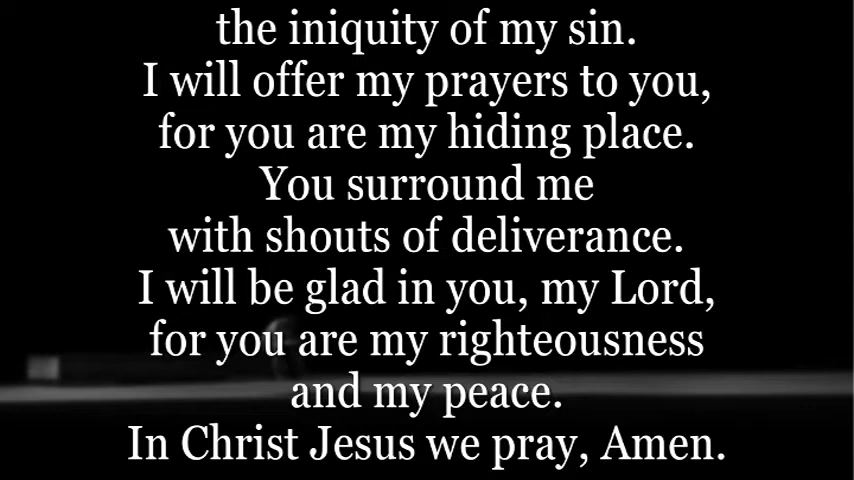 the iniquity of my sin.
I will offer my prayers to you,
for you are my hiding place.
You surround me
with shouts of deliverance.
I will be glad in you, my Lord,
for you are my righteousness
and my peace.
In Christ Jesus we pray, Amen.